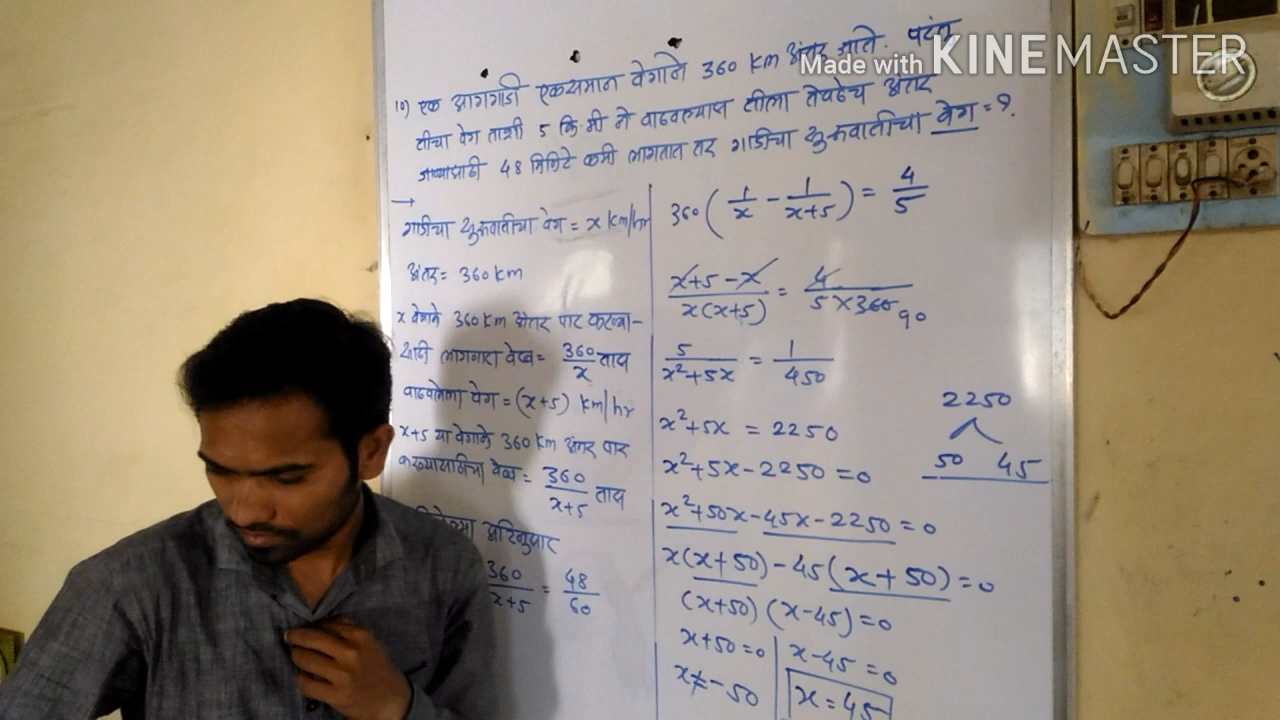 Made with KINEMASTER
१०) एक आगगाडी एकसमान वेगाने 360 km अंतर जाते. परंतु
तीचा वेग ताशी 5 कि.मी ने वाढवल्यास तीला तेवढेच अंतर
जाण्यासाठी 48 मिनिटे कमी लागतात तर गाडीचा सुरुवातीचा वेग = ?
→
गाडीचा सुरुवातीचा वेग = x km/hr
अंतर = 360 km
x वेगाने 360 km अंतर पार करण्या-
साठी लागणारा वेळ = 360/x तास
वाढवलेला वेग = (x+5) km/hr
x+5 या वेगाने 360 km अंतर पार
करण्यासाठीचा वेळ = 360/x+5 तास
अटिनुसार
360/x+5 = 48/60
360 (1/x - 1/x+5) = 4/5
x+5-x/x(x+5) = 4/5×360 90
5/x²+5x = 1/450
x²+5x = 2250
x²+5x-2250=0
x²+50x-45x-2250=0
x(x+50)-45(x+50)=0
(x+50)(x-45)=0
x+50=0 | x-45=0
x≠-50 | x=45
2250
50 45